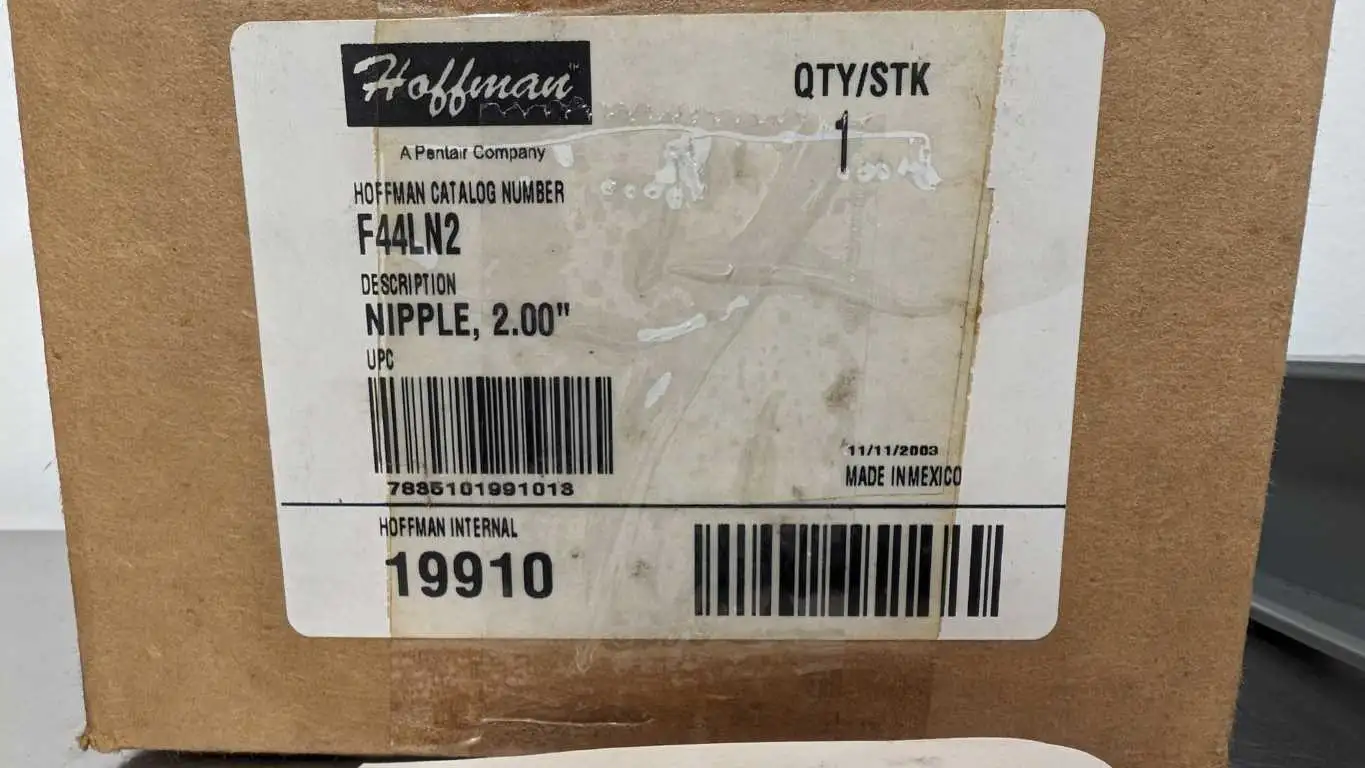 Hoffman™
QTY/STK
1
A Pentair Company
HOFFMAN CATALOG NUMBER
F44LN2
DESCRIPTION
NIPPLE, 2.00"
UPC
7835101991013
11/11/2003
MADE IN MEXICO
HOFFMAN INTERNAL
19910